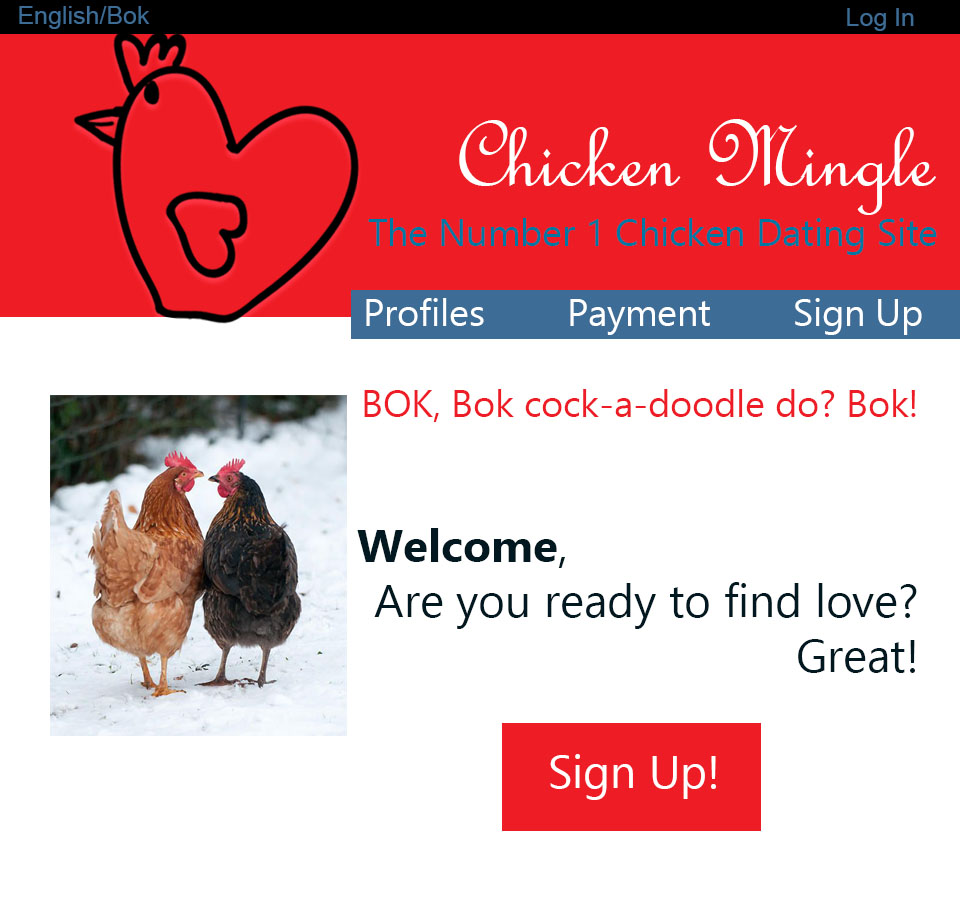 English/Bok
Log In
Chicken Mingle
The Number 1 Chicken Dating Site
Profiles Payment Sign Up
BOK, Bok cock-a-doodle do? Bok!
Welcome,
Are you ready to find love?
Great!
Sign Up!